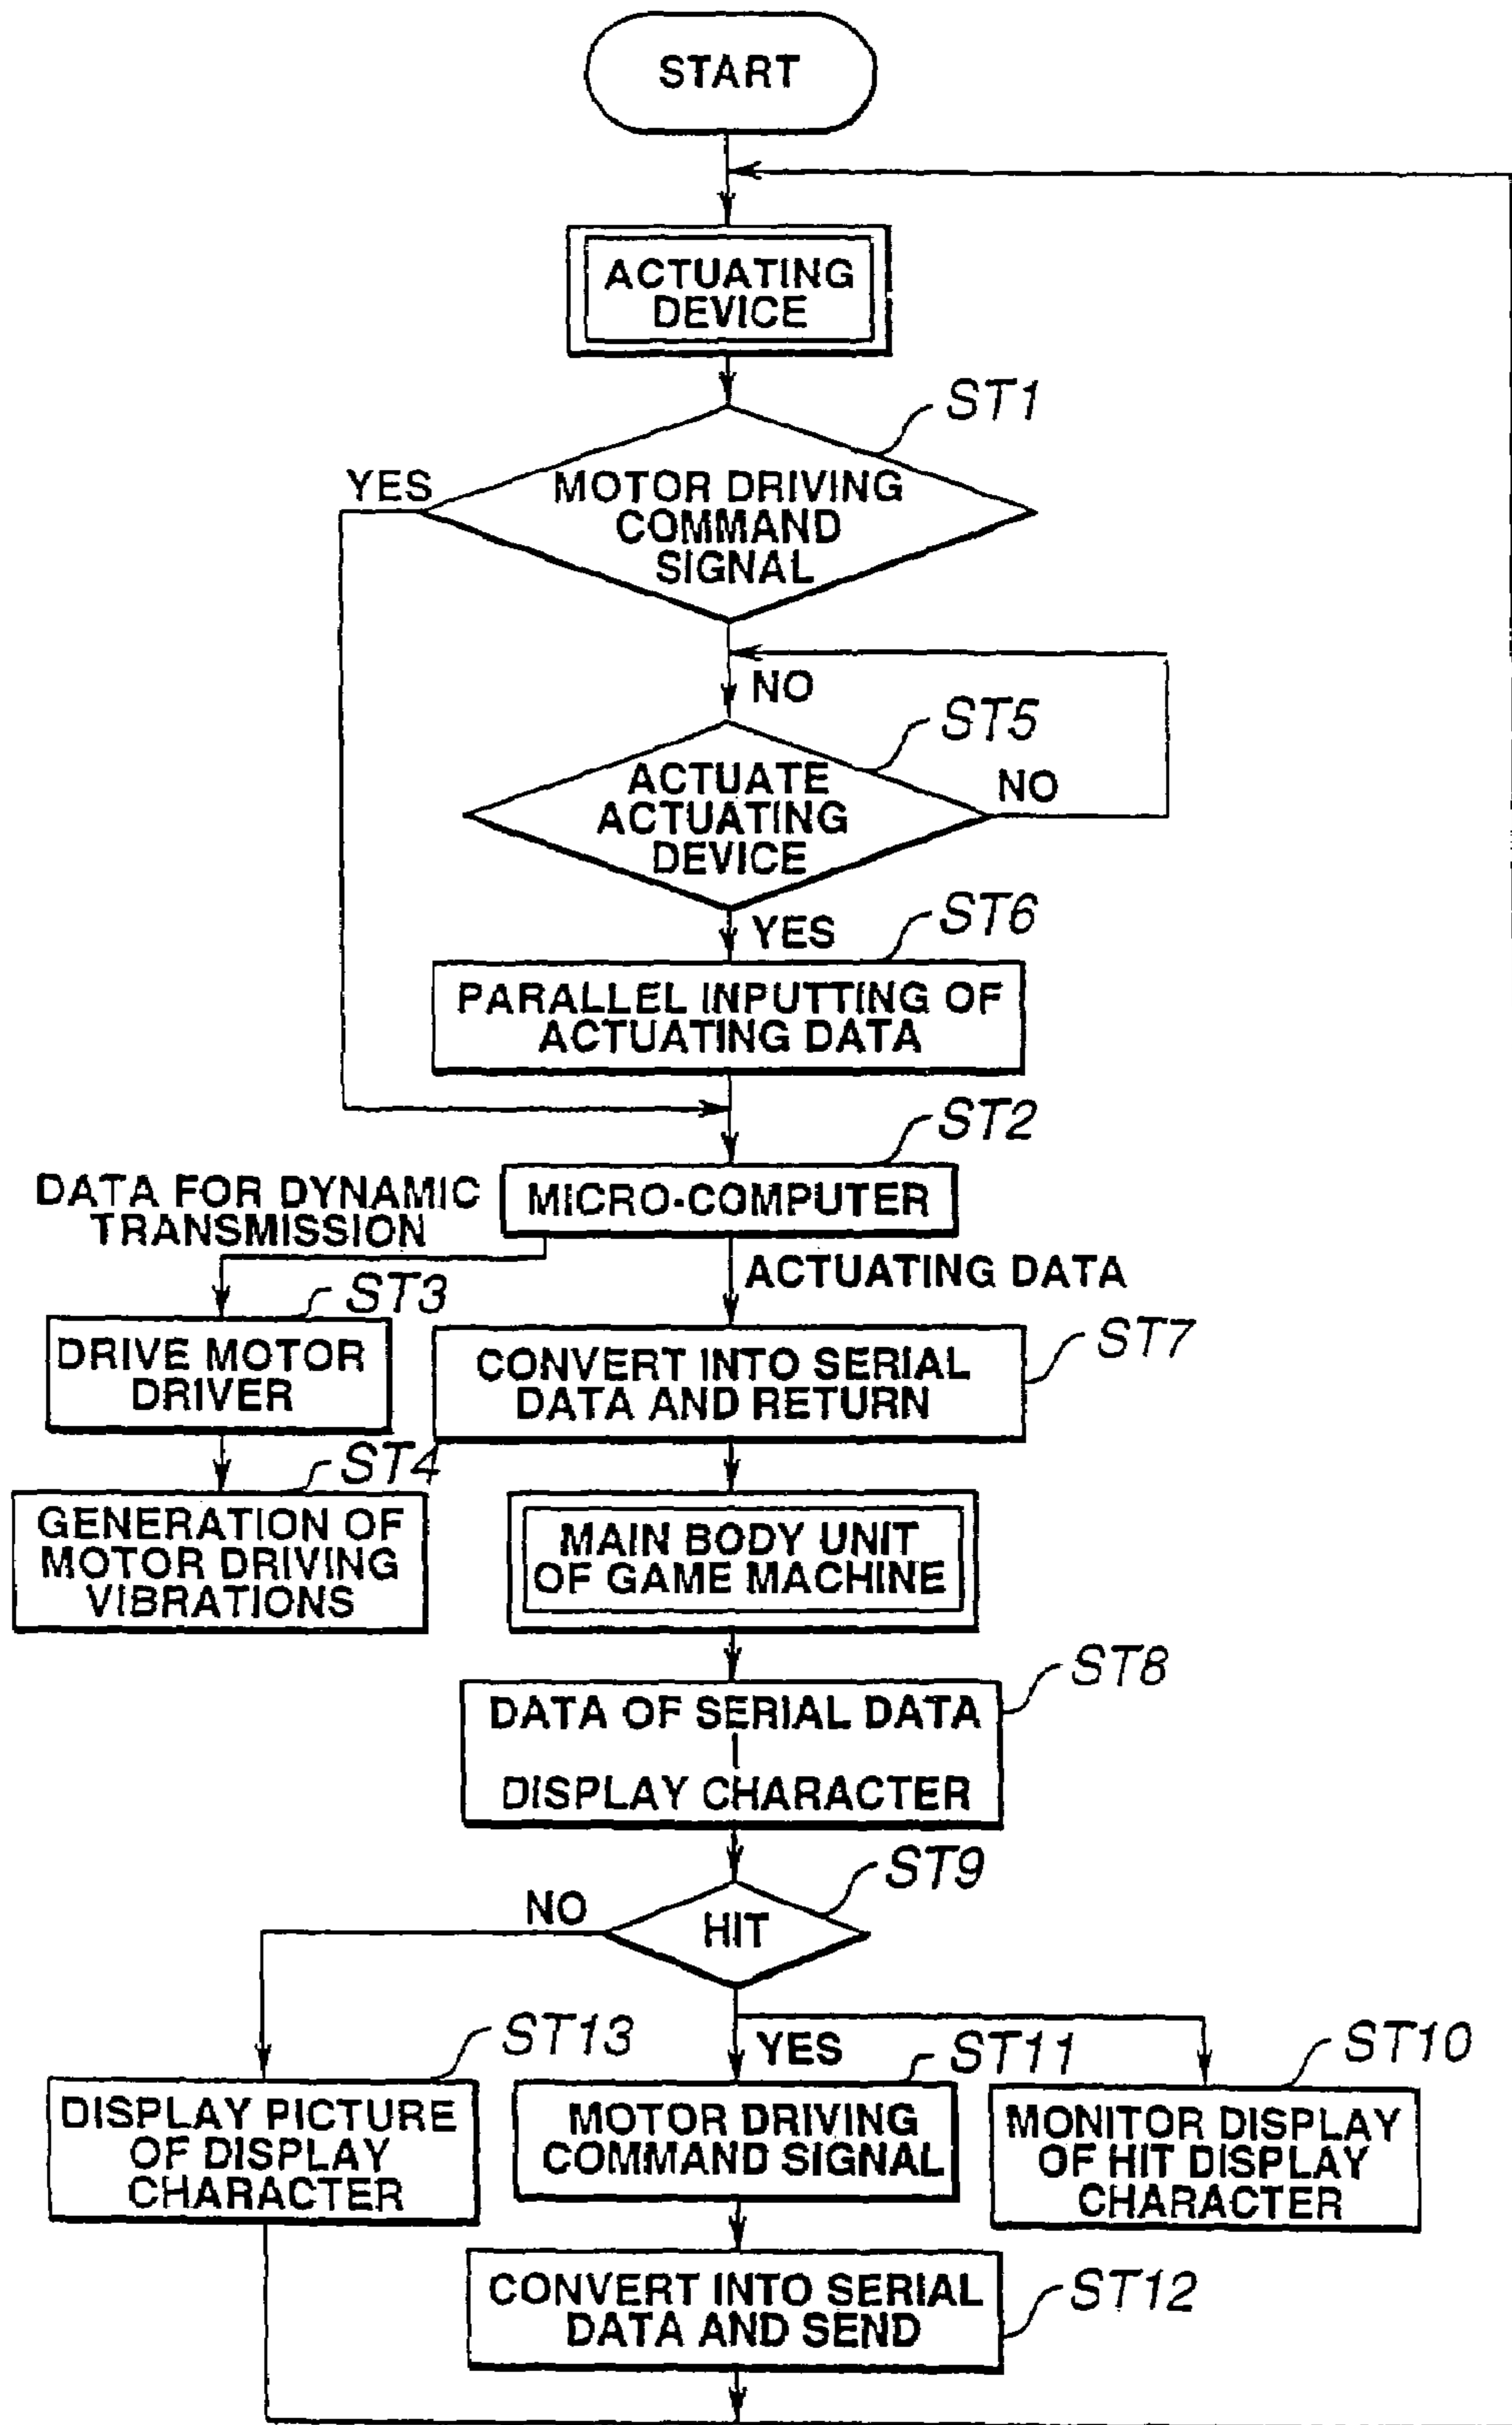 START
ACTUATING
DEVICE
ST1
YES
MOTOR DRIVING
COMMAND
SIGNAL
NO
ST5
ACTUATE
ACTUATING
DEVICE
NO
YES
ST6
PARALLEL INPUTTING OF
ACTUATING DATA
ST2
MICRO-COMPUTER
DATA FOR DYNAMIC
TRANSMISSION
ACTUATING DATA
ST3
DRIVE MOTOR
DRIVER
ST7
CONVERT INTO SERIAL
DATA AND RETURN
ST4
GENERATION OF
MOTOR DRIVING
VIBRATIONS
MAIN BODY UNIT
OF GAME MACHINE
ST8
DATA OF SERIAL DATA
DISPLAY CHARACTER
ST9
NO
HIT
YES
ST13
DISPLAY PICTURE
OF DISPLAY
CHARACTER
ST11
MOTOR DRIVING
COMMAND SIGNAL
ST10
MONITOR DISPLAY
OF HIT DISPLAY
CHARACTER
CONVERT INTO SERIAL
DATA AND SEND
ST12